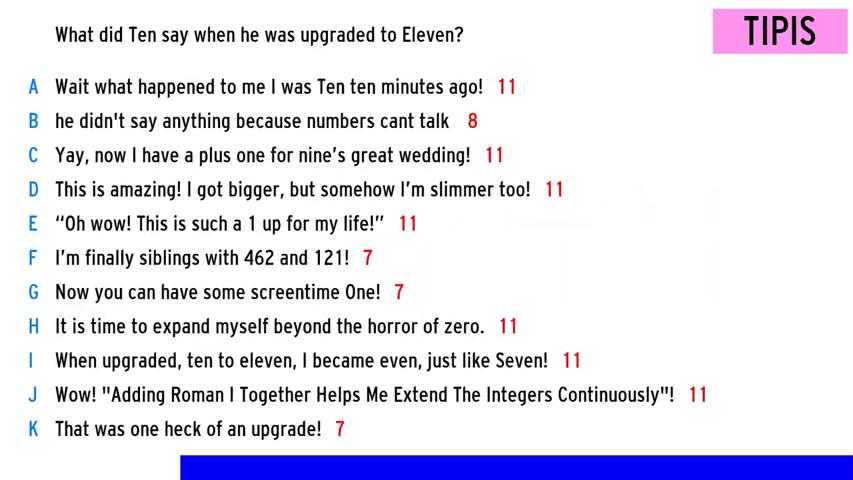 What did Ten say when he was upgraded to Eleven?
TIPIS
A Wait what happened to me I was Ten ten minutes ago! 11
B he didn't say anything because numbers cant talk 8
C Yay, now I have a plus one for nine's great wedding! 11
D This is amazing! I got bigger, but somehow I'm slimmer too! 11
E “Oh wow! This is such a 1 up for my life!” 11
F I'm finally siblings with 462 and 121! 7
G Now you can have some screentime One! 7
H It is time to expand myself beyond the horror of zero. 11
I When upgraded, ten to eleven, I became even, just like Seven! 11
J Wow! "Adding Roman I Together Helps Me Extend The Integers Continuously"! 11
K That was one heck of an upgrade! 7